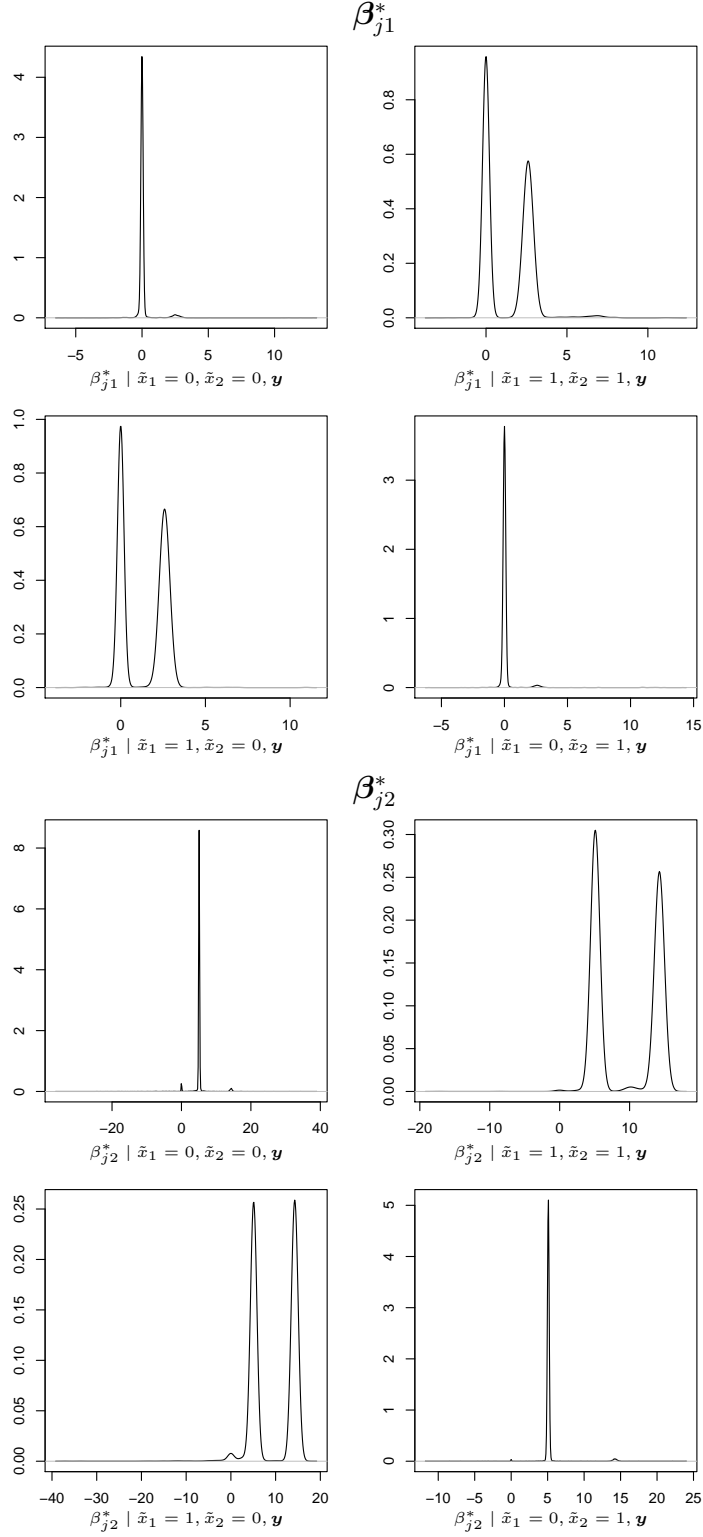 β*j1
4
3
2
1
0
−5 0 5 10
β*j1 | x̃1 = 0, x̃2 = 0, y
0.8
0.6
0.4
0.2
0.0
0 5 10
β*j1 | x̃1 = 1, x̃2 = 1, y
1.0
0.8
0.6
0.4
0.2
0.0
0 5 10
β*j1 | x̃1 = 1, x̃2 = 0, y
3
2
1
0
−5 0 5 10 15
β*j1 | x̃1 = 0, x̃2 = 1, y
β*j2
8
6
4
2
0
−20 0 20 40
β*j2 | x̃1 = 0, x̃2 = 0, y
0.30
0.25
0.20
0.15
0.10
0.05
0.00
−20 −10 0 10
β*j2 | x̃1 = 1, x̃2 = 1, y
0.25
0.20
0.15
0.10
0.05
0.00
−40 −30 −20 −10 0 10 20
β*j2 | x̃1 = 1, x̃2 = 0, y
5
4
3
2
1
0
−10 −5 0 5 10 15 20 25
β*j2 | x̃1 = 0, x̃2 = 1, y